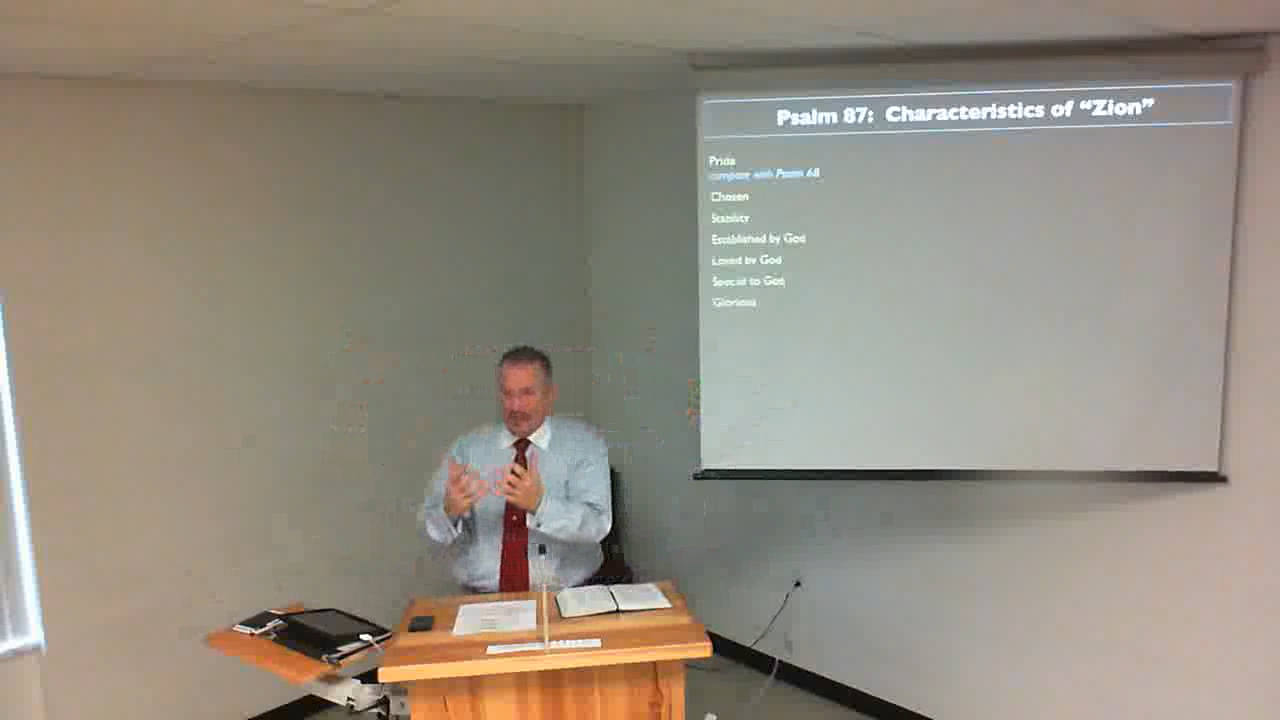 Psalm 87: Characteristics of “Zion”
Pride
compare with Psalm 68
Chosen
Stability
Established by God
Loved by God
Special to God
Glorious